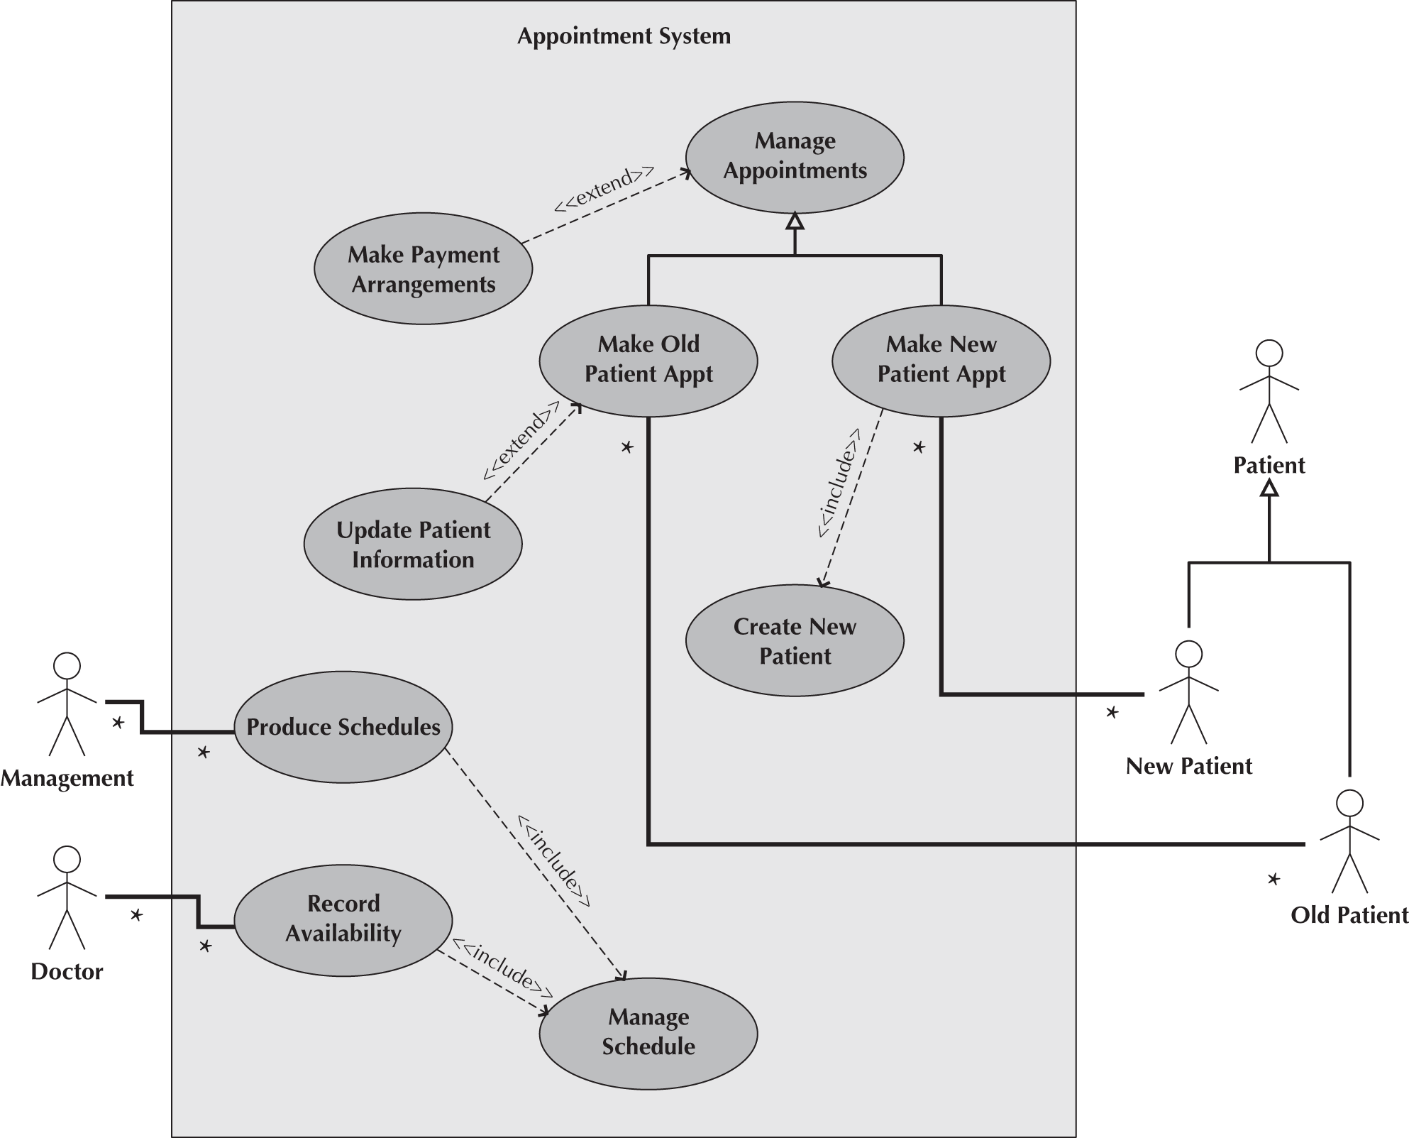 Appointment System
Manage
Appointments
<<extend>>
Make Payment
Arrangements
Make Old
Patient Appt
Make New
Patient Appt
<<extend>>
*
<<include>>
*
Patient
Update Patient
Information
Create New
Patient
Produce Schedules
*
*
Management
*
New Patient
<<include>>
Record
Availability
*
*
Doctor
<<include>>
*
Old Patient
Manage
Schedule